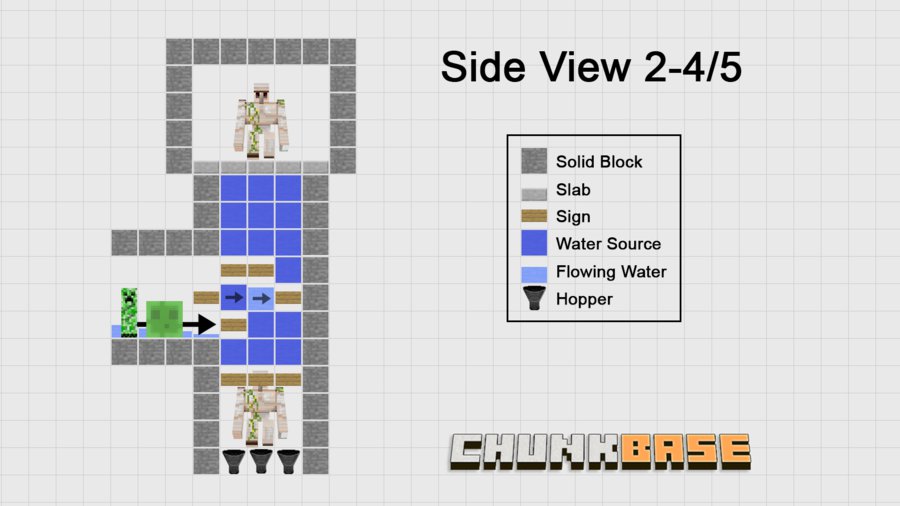 Side View 2-4/5
Solid Block
Slab
Sign
Water Source
Flowing Water
Hopper
CHUNKBASE